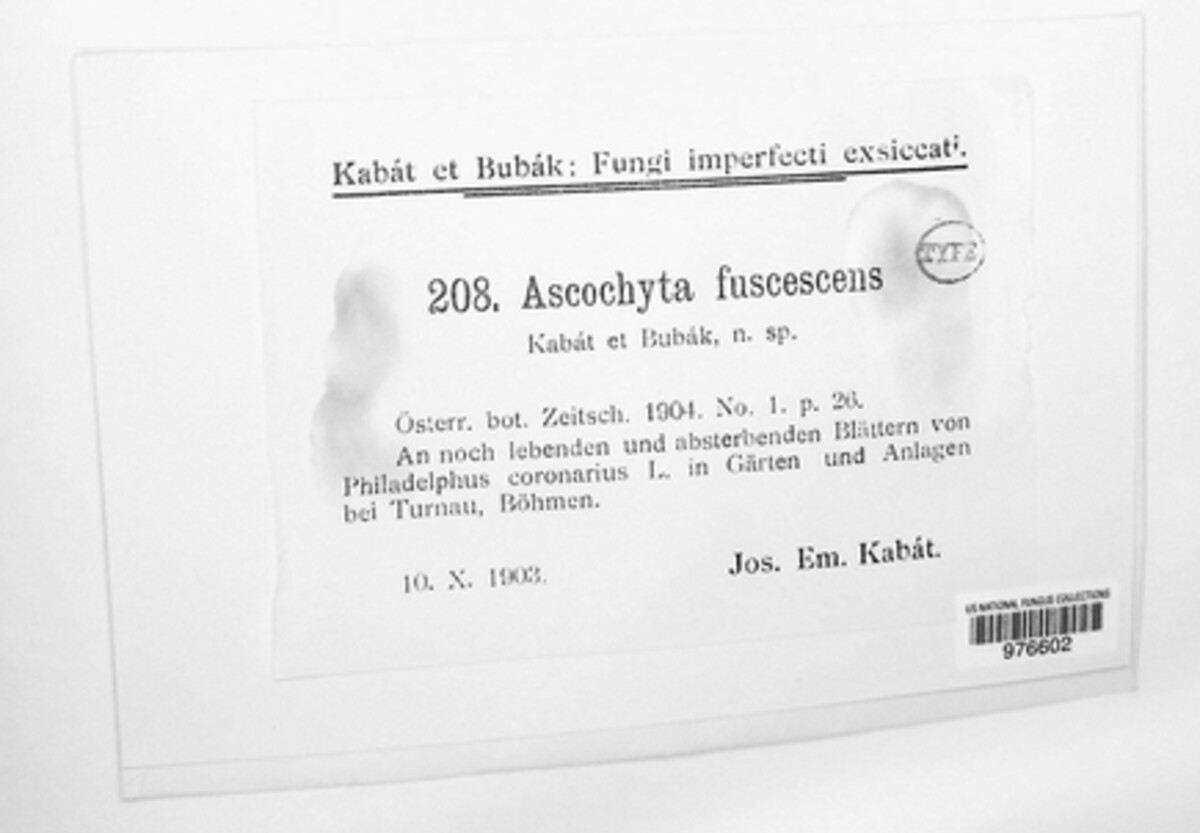 Kabát et Bubák: Fungi imperfecti exsiccati.
TYPE
208. Ascochyta fuscescens
Kabát et Bubák, n. sp.
Österr. bot. Zeitsch. 1904. No. 1. p. 26.
An noch lebenden und absterbenden Blättern von
Philadelphus coronarius L. in Gärten und Anlagen
bei Turnau, Böhmen.
10. X. 1903.
Jos. Em. Kabát.
US NATIONAL FUNGUS COLLECTIONS
976602